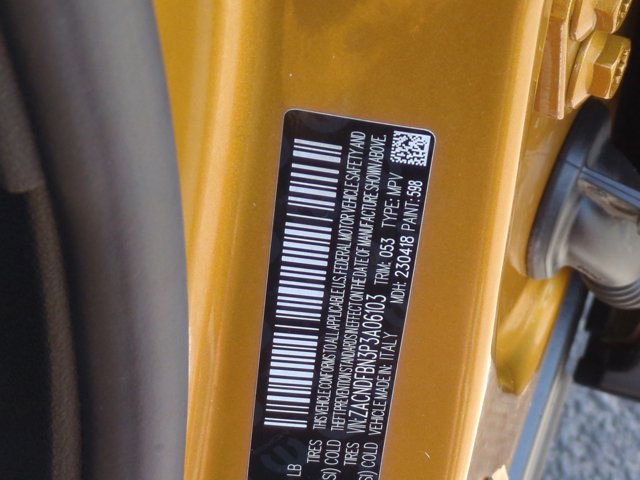 THIS VEHICLE CONFORMS TO ALL APPLICABLE U.S. FEDERAL MOTOR VEHICLE SAFETY AND
THEFT PREVENTION STANDARDS IN EFFECT ON THE DATE OF MANUFACTURE SHOWN ABOVE.
VIN: ZACNDFBN3P3A06103 TRIM: 053 TYPE: MPV
VEHICLE MADE IN: ITALY MDH: 230418 PAINT: 598
LB TIRES
SI) COLD
TIRES
SI) COLD